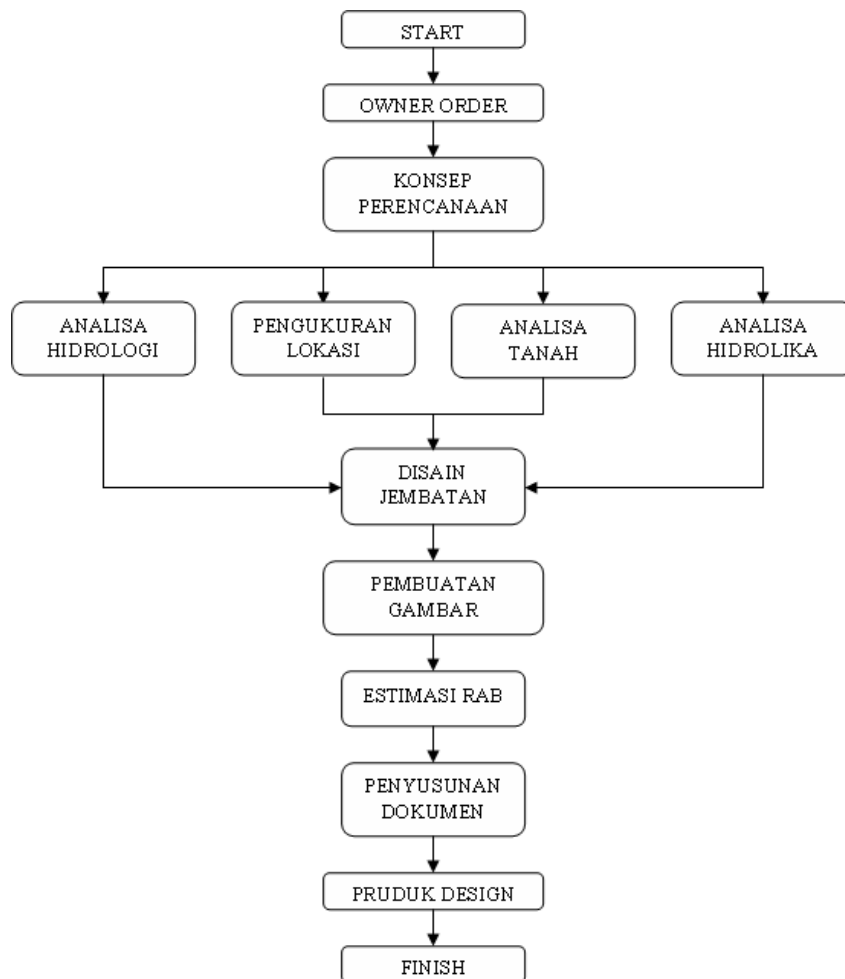 START
OWNER ORDER
KONSEP
PERENCANAAN
ANALISA
HIDROLOGI
PENGUKURAN
LOKASI
ANALISA
TANAH
ANALISA
HIDROLIKA
DISAIN
JEMBATAN
PEMBUATAN
GAMBAR
ESTIMASI RAB
PENYUSUNAN
DOKUMEN
PRUDUK DESIGN
FINISH